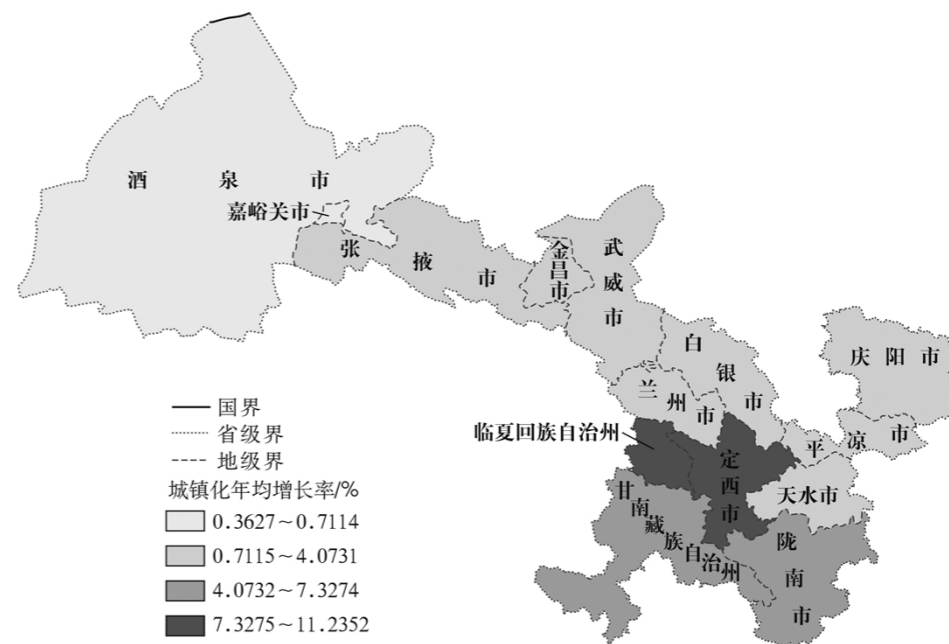 酒泉市
嘉峪关市
张掖市
金昌市
武威市
白银市
兰州市
庆阳市
平凉市
临夏回族自治州
定西市
天水市
甘南藏族自治州
陇南市
国界
省级界
地级界
城镇化年均增长率/%
0.3627～0.7114
0.7115～4.0731
4.0732～7.3274
7.3275～11.2352